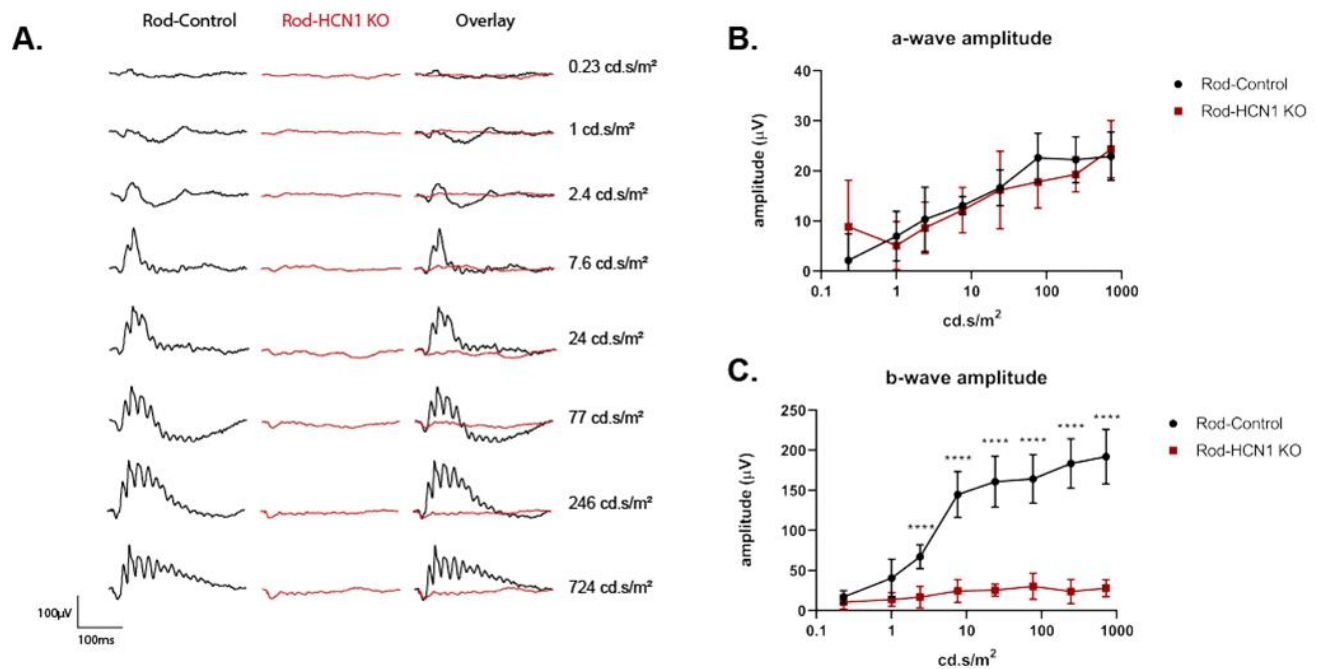 A.
Rod-Control Rod-HCN1 KO Overlay
0.23 cd.s/m²
1 cd.s/m²
2.4 cd.s/m²
7.6 cd.s/m²
24 cd.s/m²
77 cd.s/m²
246 cd.s/m²
724 cd.s/m²
100µV
100ms
B.
a-wave amplitude
amplitude (µV)
40
30
20
10
0
0.1 1 10 100 1000
cd.s/m²
Rod-Control
Rod-HCN1 KO
C.
b-wave amplitude
amplitude (µV)
250
200
150
100
50
0
**** **** **** **** **** ****
0.1 1 10 100 1000
cd.s/m²
Rod-Control
Rod-HCN1 KO